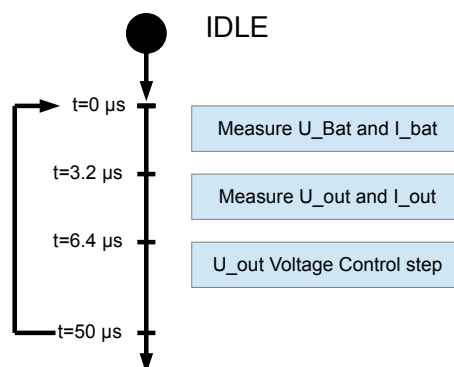 IDLE
t=0 µs
Measure U_Bat and I_bat
t=3.2 µs
Measure U_out and I_out
t=6.4 µs
U_out Voltage Control step
t=50 µs